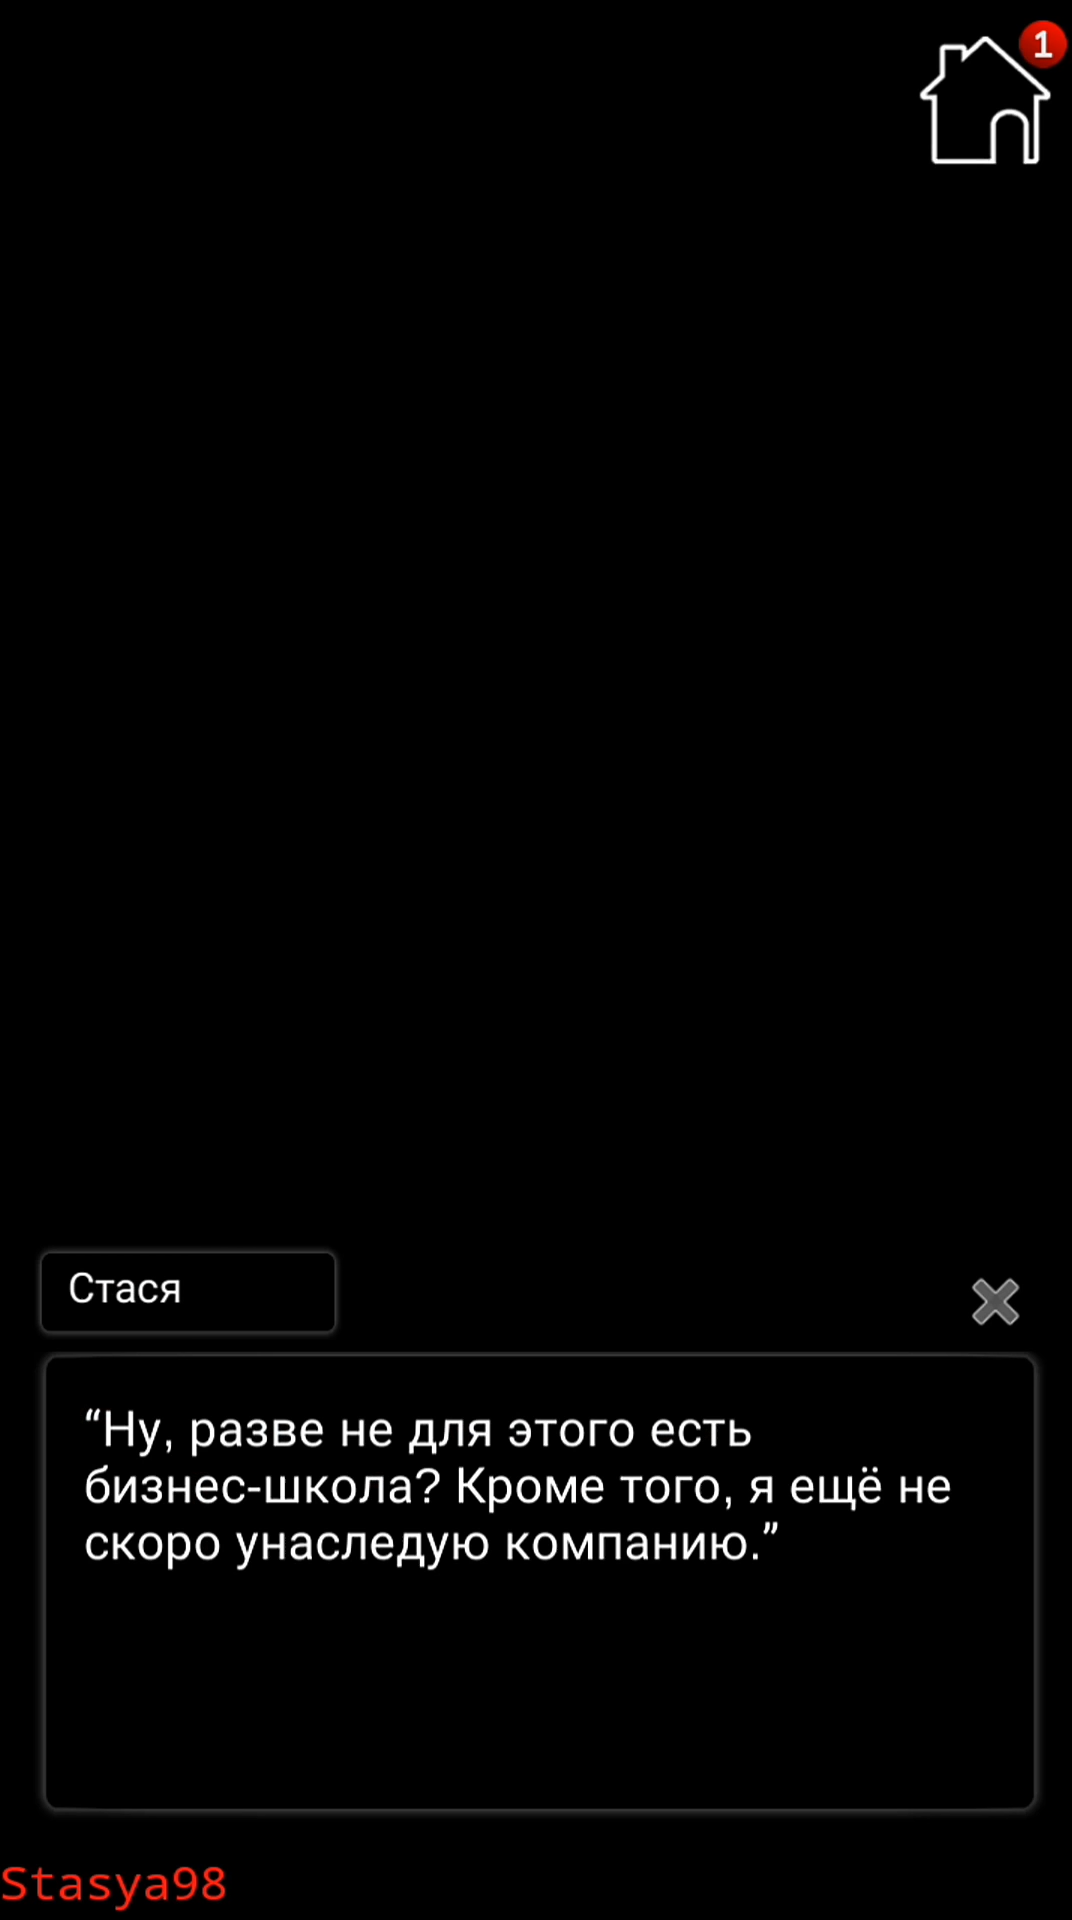 1
Стася
“Ну, разве не для этого есть
бизнес-школа? Кроме того, я ещё не
скоро унаследую компанию.”
Stasya98